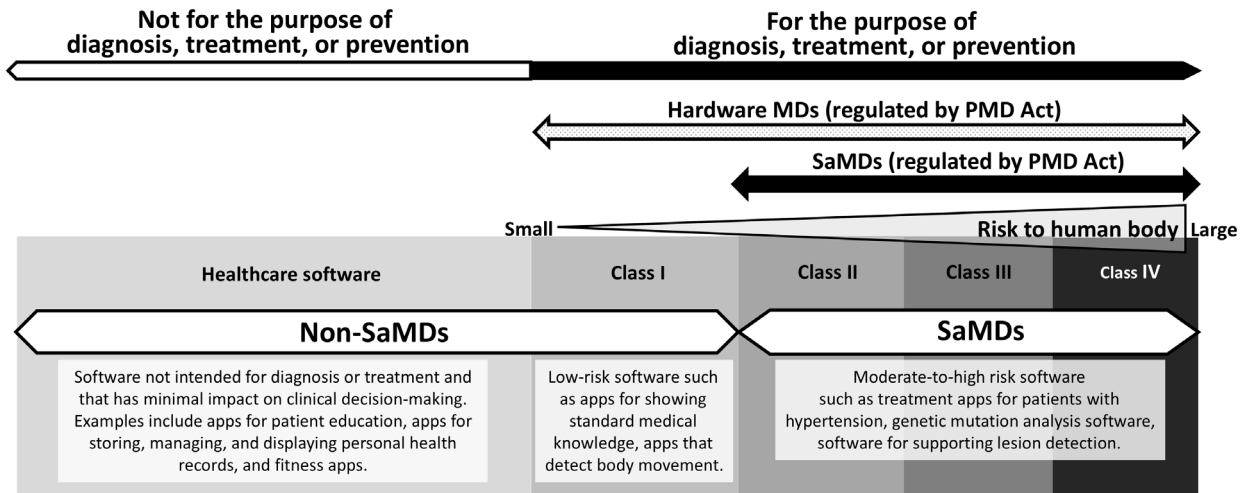 Not for the purpose of
diagnosis, treatment, or prevention
For the purpose of
diagnosis, treatment, or prevention
Hardware MDs (regulated by PMD Act)
SaMDs (regulated by PMD Act)
Small
Risk to human body
Large
Healthcare software
Class I
Class II
Class III
Class IV
Non-SaMDs
SaMDs
Software not intended for diagnosis or treatment and
that has minimal impact on clinical decision-making.
Examples include apps for patient education, apps for
storing, managing, and displaying personal health
records, and fitness apps.
Low-risk software such
as apps for showing
standard medical
knowledge, apps that
detect body movement.
Moderate-to-high risk software
such as treatment apps for patients with
hypertension, genetic mutation analysis software,
software for supporting lesion detection.